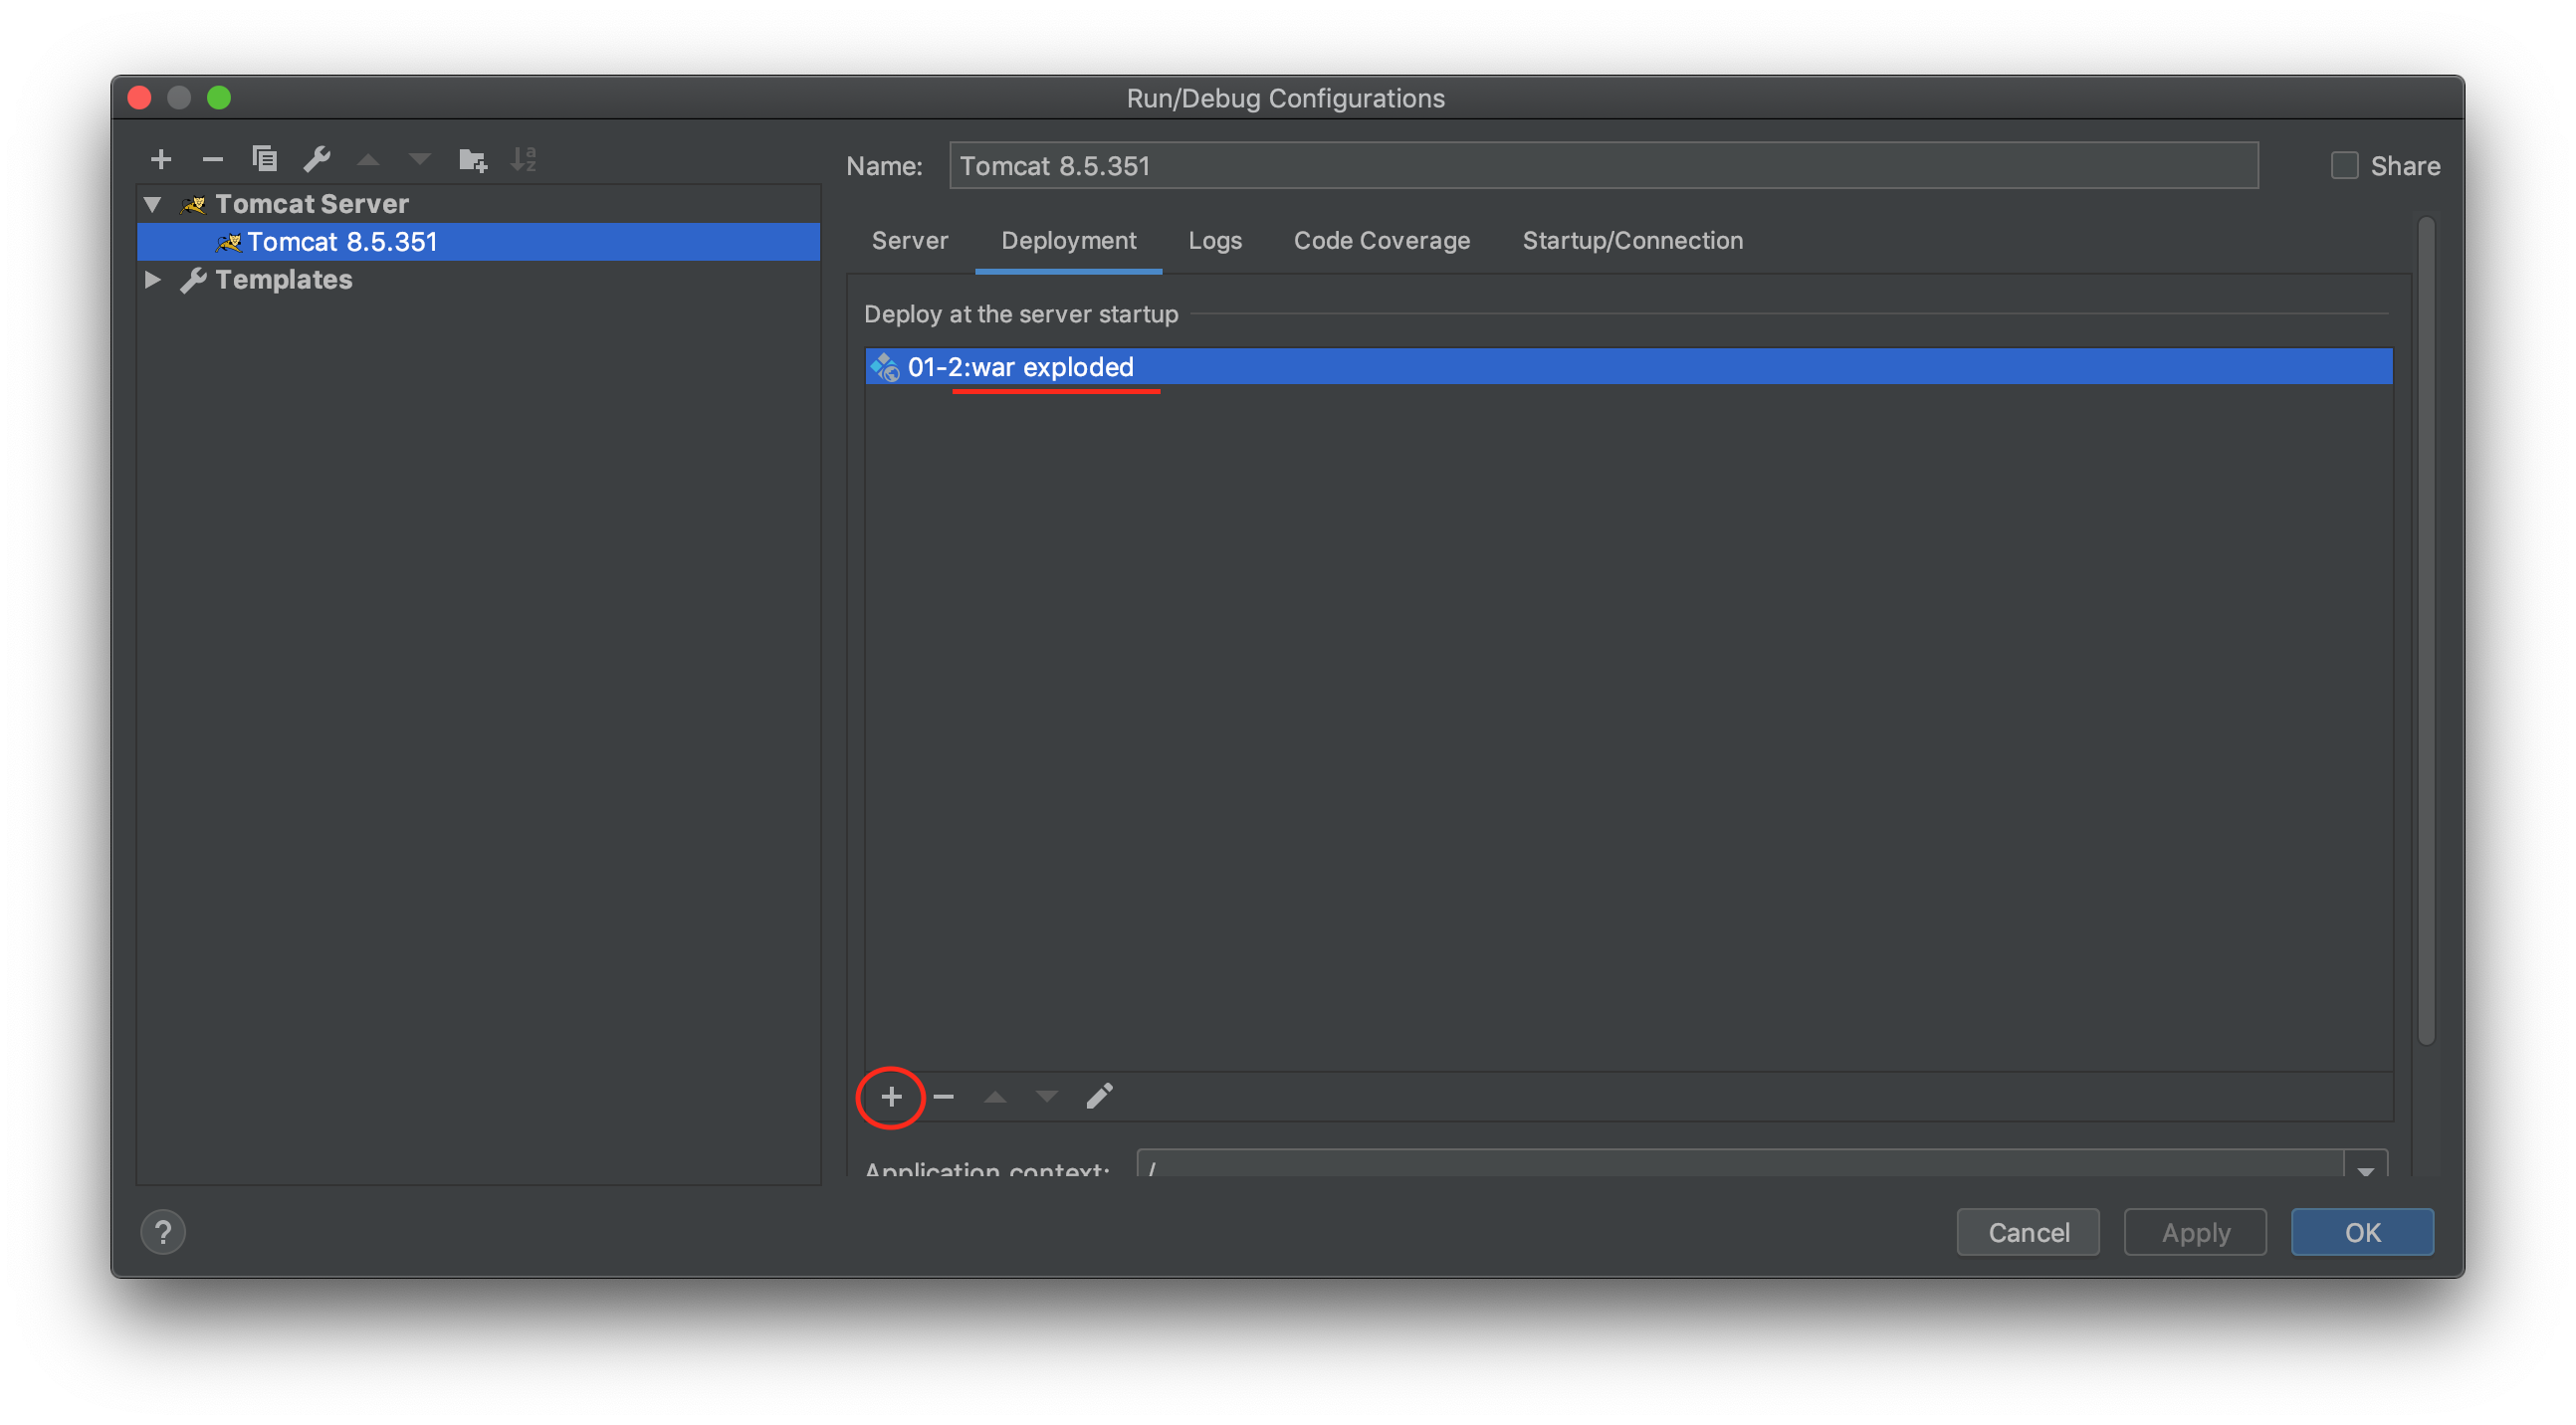 Run/Debug Configurations
Name: Tomcat 8.5.351 Share
Tomcat Server
Tomcat 8.5.351
Templates
Server Deployment Logs Code Coverage Startup/Connection
Deploy at the server startup
01-2:war exploded
Application context: /
? Cancel Apply OK